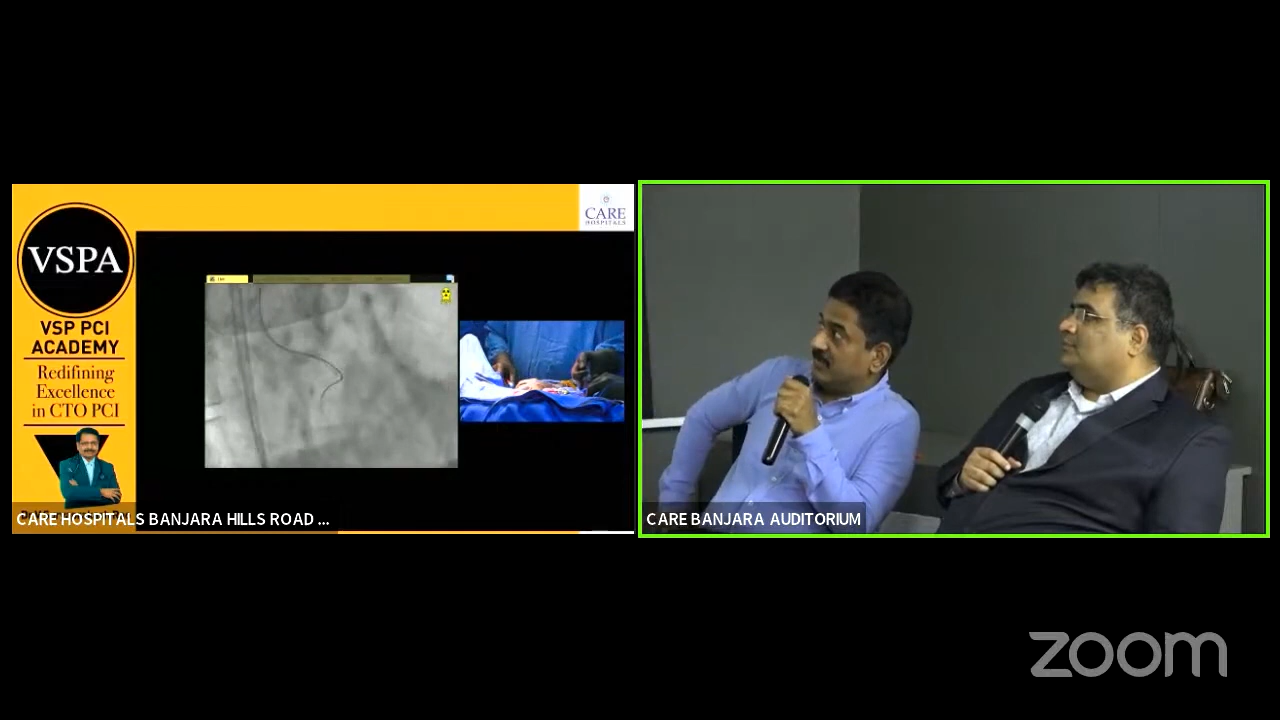 VSPA
VSP PCI
ACADEMY
Redifining
Excellence
in CTO PCI
CARE
HOSPITALS
CARE HOSPITALS BANJARA HILLS ROAD ...
CARE BANJARA AUDITORIUM
zoom